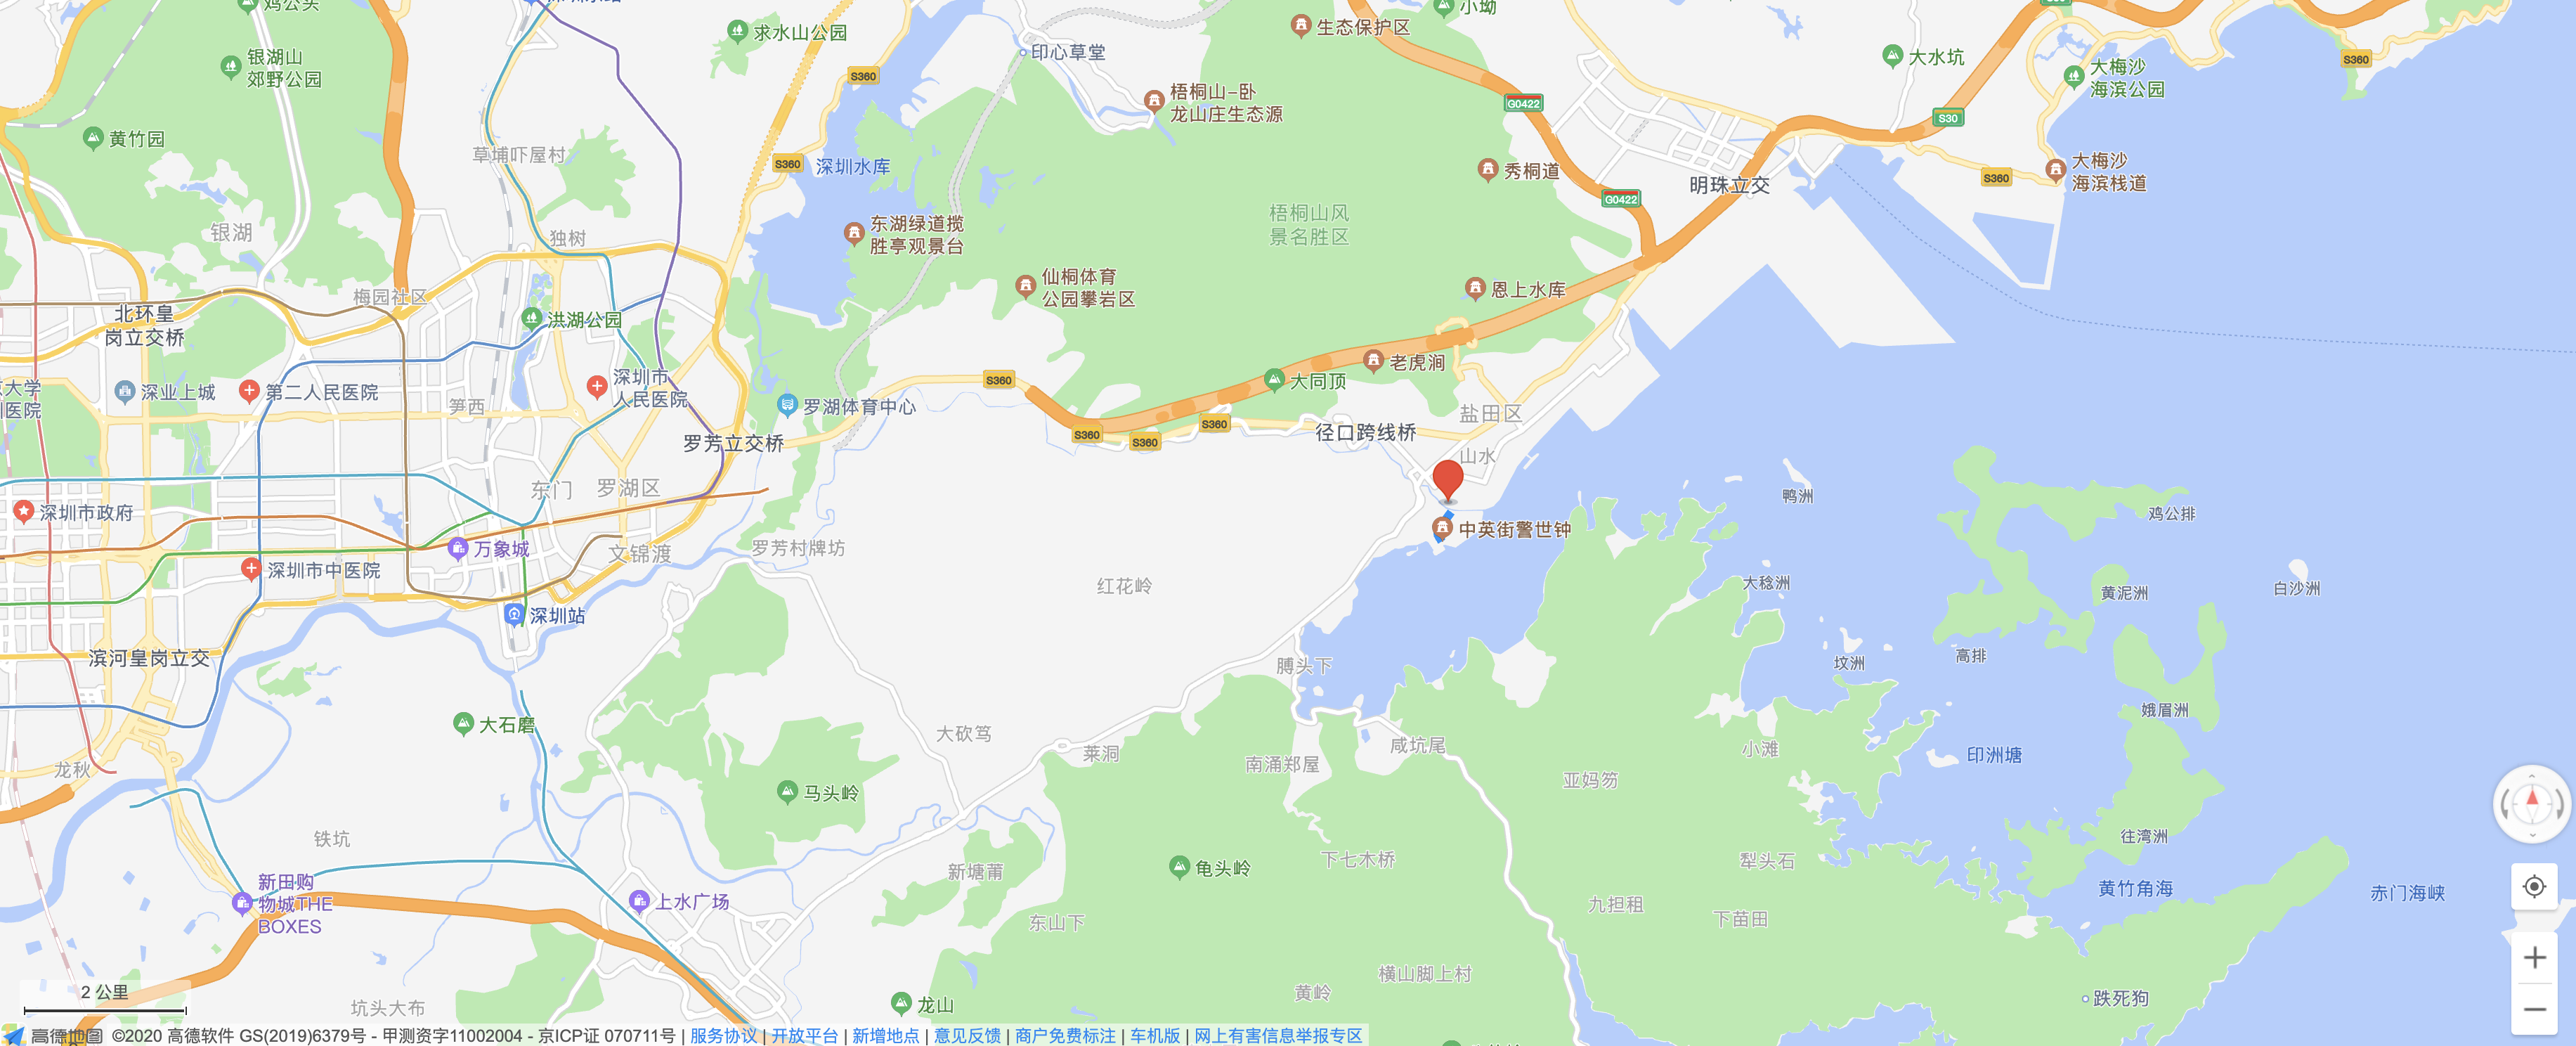 鸡公头
求水山公园
银湖山
郊野公园
黄竹园
草埔吓屋村
S360
S360
深圳水库
印心草堂
梧桐山-卧
龙山庄生态源
生态保护区
小坳
G0422
G0422
大水坑
S30
S360
大梅沙
海滨公园
大梅沙
海滨栈道
S360
秀桐道
明珠立交
梧桐山风
景名胜区
东湖绿道揽
胜亭观景台
仙桐体育
公园攀岩区
恩上水库
银湖
独树
梅园社区
北环皇
岗立交桥
洪湖公园
深业上城
第二人民医院
笋西
深圳市
人民医院
罗湖体育中心
罗芳立交桥
S360
S360
S360
S360
大同顶
老虎涧
盐田区
径口跨线桥
山水
中英街警世钟
大学
医院
深圳市政府
东门
罗湖区
万象城
文锦渡
罗芳村牌坊
深圳市中医院
深圳站
滨河皇岗立交
红花岭
鸭洲
鸡公排
大稔洲
黄泥洲
白沙洲
坟洲
高排
娥眉洲
膊头下
大石磨
大砍笃
莱洞
南涌郑屋
咸坑尾
小滩
亚妈笏
印洲塘
龙秋
马头岭
铁坑
新塘莆
龟头岭
下七木桥
犁头石
往湾洲
黄竹角海
赤门海峡
新田购
物城THE
BOXES
上水广场
东山下
九担租
下苗田
横山脚上村
黄岭
龙山
坑头大布
跌死狗
2 公里
高德地图 ©2020 高德软件 GS(2019)6379号 - 甲测资字11002004 - 京ICP证 070711号 | 服务协议 | 开放平台 | 新增地点 | 意见反馈 | 商户免费标注 | 车机版 | 网上有害信息举报专区